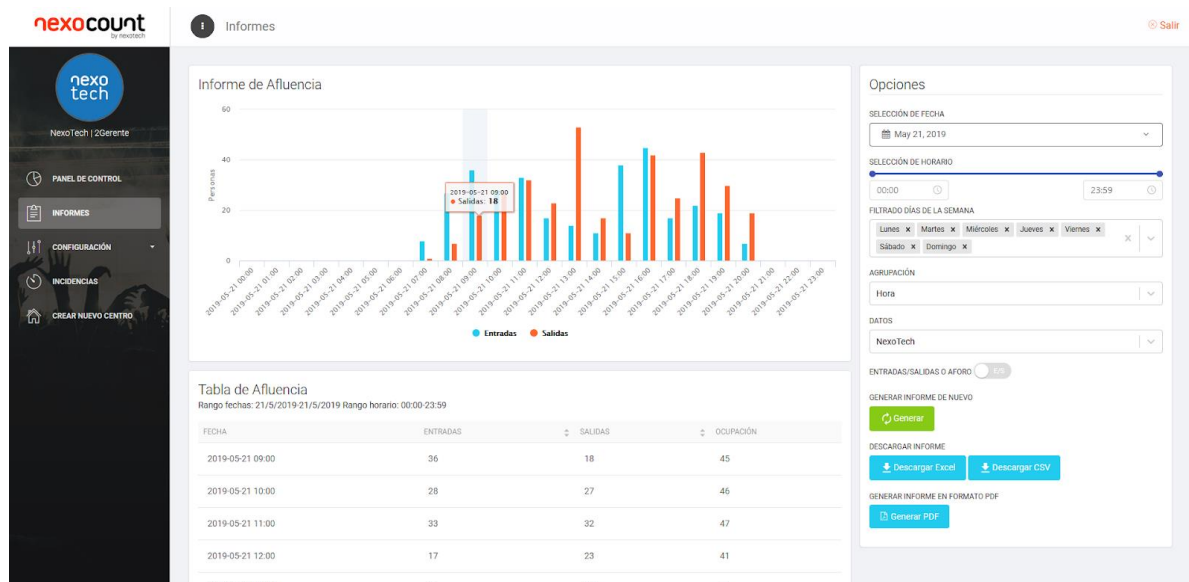 nexocount
by nexotech
Informes
Salir
nexo
tech
NexoTech | 2Gerente
PANEL DE CONTROL
INFORMES
CONFIGURACIÓN
INCIDENCIAS
CREAR NUEVO CENTRO
Informe de Afluencia
60
40
20
0
Personas
2019-05-21 09:00
Salidas: 18
2019-05-21 00:00
2019-05-21 01:00
2019-05-21 02:00
2019-05-21 03:00
2019-05-21 04:00
2019-05-21 05:00
2019-05-21 06:00
2019-05-21 07:00
2019-05-21 08:00
2019-05-21 09:00
2019-05-21 10:00
2019-05-21 11:00
2019-05-21 12:00
2019-05-21 13:00
2019-05-21 14:00
2019-05-21 15:00
2019-05-21 16:00
2019-05-21 17:00
2019-05-21 18:00
2019-05-21 19:00
2019-05-21 20:00
2019-05-21 21:00
2019-05-21 22:00
2019-05-21 23:00
Entradas Salidas
Tabla de Afluencia
Rango fechas: 21/5/2019-21/5/2019 Rango horario: 00:00-23:59
FECHA ENTRADAS SALIDAS OCUPACIÓN
2019-05-21 09:00 36 18 45
2019-05-21 10:00 28 27 46
2019-05-21 11:00 33 32 47
2019-05-21 12:00 17 23 41
Opciones
SELECCIÓN DE FECHA
May 21, 2019
SELECCIÓN DE HORARIO
00:00 23:59
FILTRADO DÍAS DE LA SEMANA
Lunes x Martes x Miércoles x Jueves x Viernes x
Sábado x Domingo x
AGRUPACIÓN
Hora
DATOS
NexoTech
ENTRADAS/SALIDAS O AFORO E/S
GENERAR INFORME DE NUEVO
Generar
DESCARGAR INFORME
Descargar Excel Descargar CSV
GENERAR INFORME EN FORMATO PDF
Generar PDF